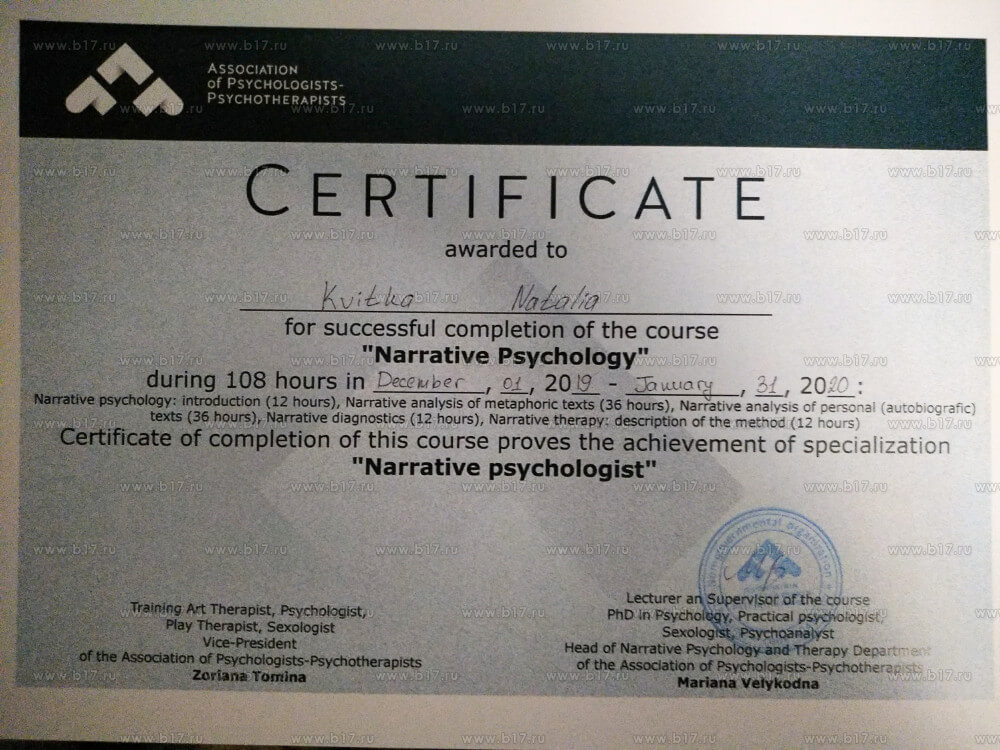 Association
of Psychologists-
Psychotherapists
Certificate
awarded to
Kvitka Natalia
for successful completion of the course
"Narrative Psychology"
during 108 hours in December, 01, 2019 - January, 31, 2020:
Narrative psychology: introduction (12 hours), Narrative analysis of metaphoric texts (36 hours), Narrative analysis of personal (autobiografic)
texts (36 hours), Narrative diagnostics (12 hours), Narrative therapy: description of the method (12 hours)
Certificate of completion of this course proves the achievement of specialization
"Narrative psychologist"
Training Art Therapist, Psychologist,
Play Therapist, Sexologist
Vice-President
of the Association of Psychologists-Psychotherapists
Zoriana Tomina
governmental organization
Lecturer an Supervisor of the course
PhD in Psychology, Practical psychologist,
Sexologist, Psychoanalyst
Head of Narrative Psychology and Therapy Department
of the Association of Psychologists-Psychotherapists
Mariana Velykodna
www.b17.ru